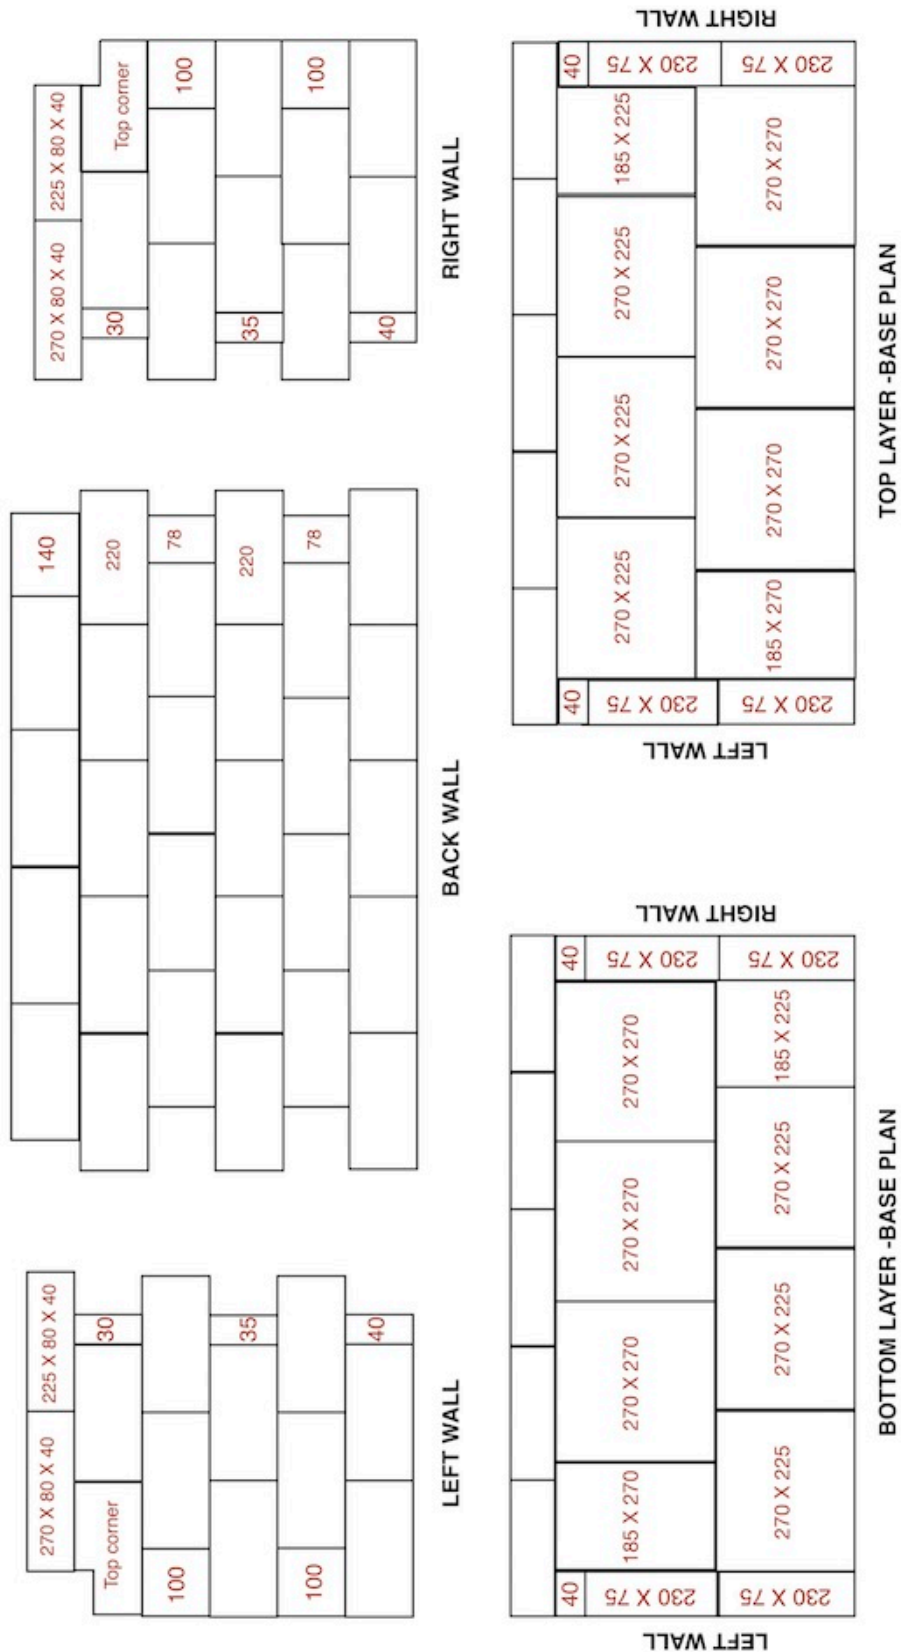 270 X 80 X 40
225 X 80 X 40
Top corner
30
100
35
100
40
LEFT WALL
140
220
78
220
78
BACK WALL
270 X 80 X 40
225 X 80 X 40
30
Top corner
100
35
100
40
RIGHT WALL
LEFT WALL
40
230 X 75
230 X 75
185 X 270
270 X 270
270 X 270
270 X 270
270 X 225
270 X 225
270 X 225
185 X 225
40
230 X 75
230 X 75
RIGHT WALL
BOTTOM LAYER -BASE PLAN
LEFT WALL
40
230 X 75
230 X 75
270 X 225
270 X 225
270 X 225
185 X 225
185 X 270
270 X 270
270 X 270
270 X 270
40
230 X 75
230 X 75
RIGHT WALL
TOP LAYER -BASE PLAN